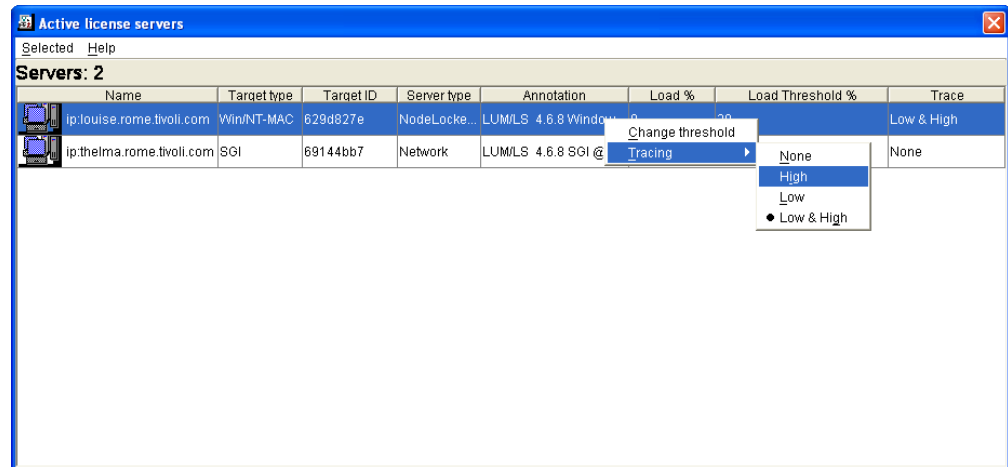 Active license servers
Selected Help
Servers: 2
Name Target type Target ID Server type Annotation Load % Load Threshold % Trace
ip:louise.rome.tivoli.com Win/NT-MAC 629d827e NodeLocke... LUM/LS 4.6.8 Window Low & High
ip:thelma.rome.tivoli.com SGI 69144bb7 Network LUM/LS 4.6.8 SGI @ None
Change threshold
Tracing
None
High
Low
Low & High